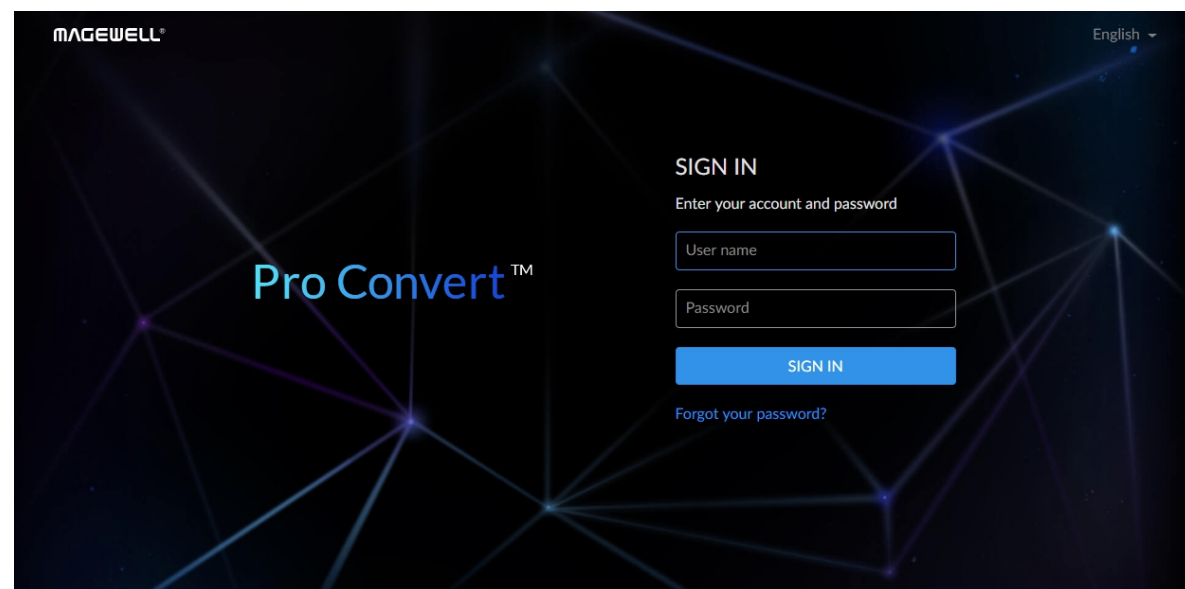 MAGEWELL®
English
SIGN IN
Enter your account and password
User name
Pro Convert™
Password
SIGN IN
Forgot your password?